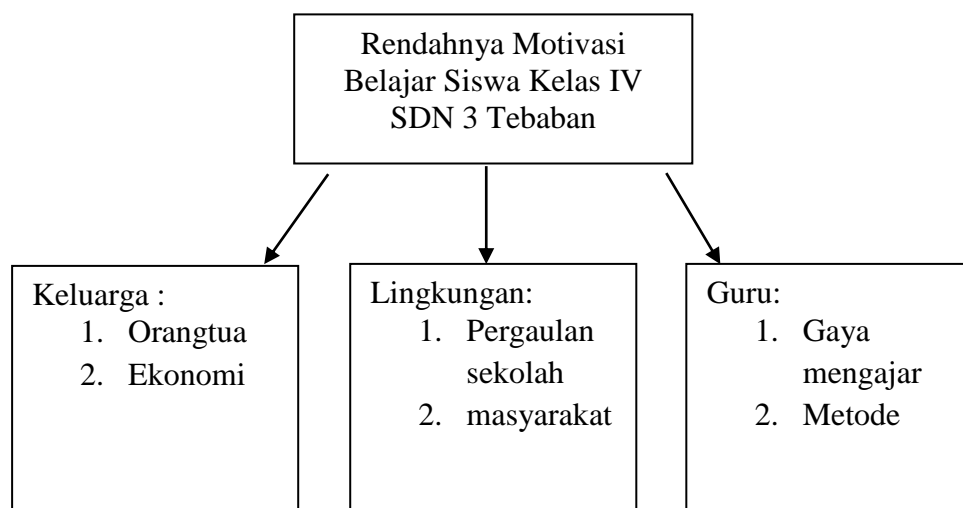 Rendahnya Motivasi
Belajar Siswa Kelas IV
SDN 3 Tebaban
Keluarga :
1. Orangtua
2. Ekonomi
Lingkungan:
1. Pergaulan
sekolah
2. masyarakat
Guru:
1. Gaya
mengajar
2. Metode